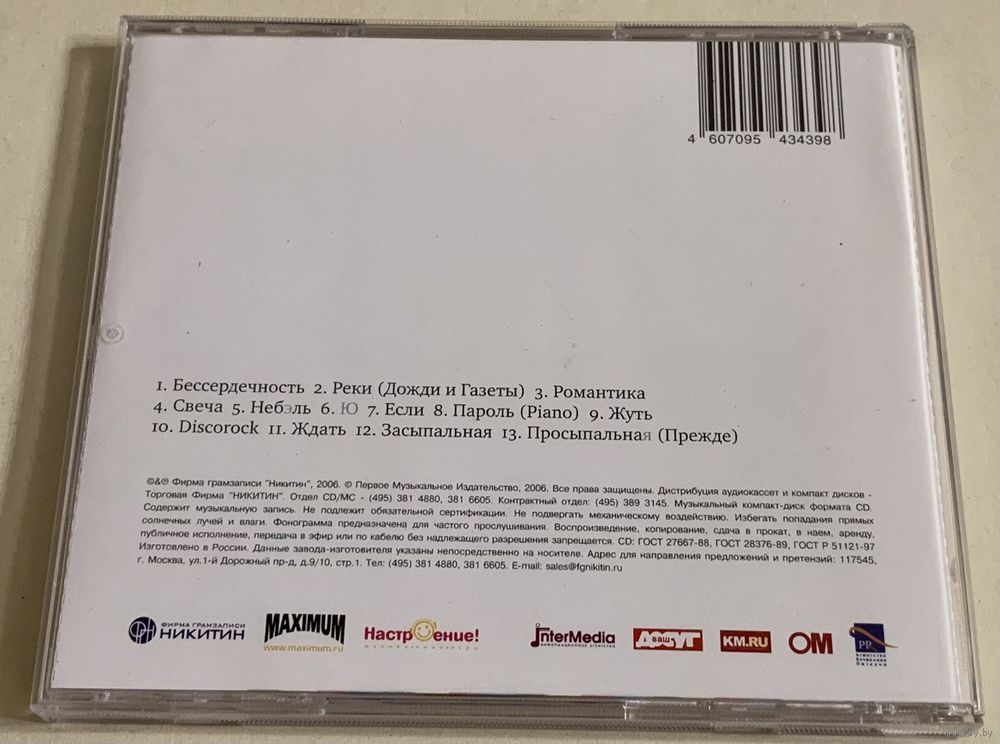 4 607095 434398
1. Бессердечность 2. Реки (Дожди и Газеты) 3. Романтика
4. Свеча 5. Небэль 6. Ю 7. Если 8. Пароль (Piano) 9. Жуть
10. Discorock 11. Ждать 12. Засыпальная 13. Просыпальная (Прежде)
©&℗ Фирма грамзаписи "Никитин", 2006. © Первое Музыкальное Издательство, 2006. Все права защищены. Дистрибуция аудиокассет и компакт дисков -
Торговая Фирма "НИКИТИН". Отдел CD/MC - (495) 381 4880, 381 6605. Контрактный отдел: (495) 389 3145. Музыкальный компакт-диск формата CD.
Содержит музыкальную запись. Не подлежит обязательной сертификации. Не подвергать механическому воздействию. Избегать попадания прямых
солнечных лучей и влаги. Фонограмма предназначена для частого прослушивания. Воспроизведение, копирование, сдача в прокат, в наем, аренду,
публичное исполнение, передача в эфир или по кабелю без надлежащего разрешения запрещается. CD: ГОСТ 27667-88, ГОСТ 28376-89, ГОСТ Р 51121-97
Изготовлено в России. Данные завода-изготовителя указаны непосредственно на носителе. Адрес для направления предложений и претензий: 117545,
г. Москва, ул.1-й Дорожный пр-д, д.9/10, стр.1. Тел: (495) 381 4880, 381 6605. E-mail: sales@fgnikitin.ru
ФИРМА ГРАМЗАПИСИ
НИКИТИН
MAXIMUM
www.maximum.ru
Настроение!
InterMedia
ИНФОРМАЦИОННОЕ АГЕНТСТВО
ваш ДОСУГ
KM.RU
ОМ
PR